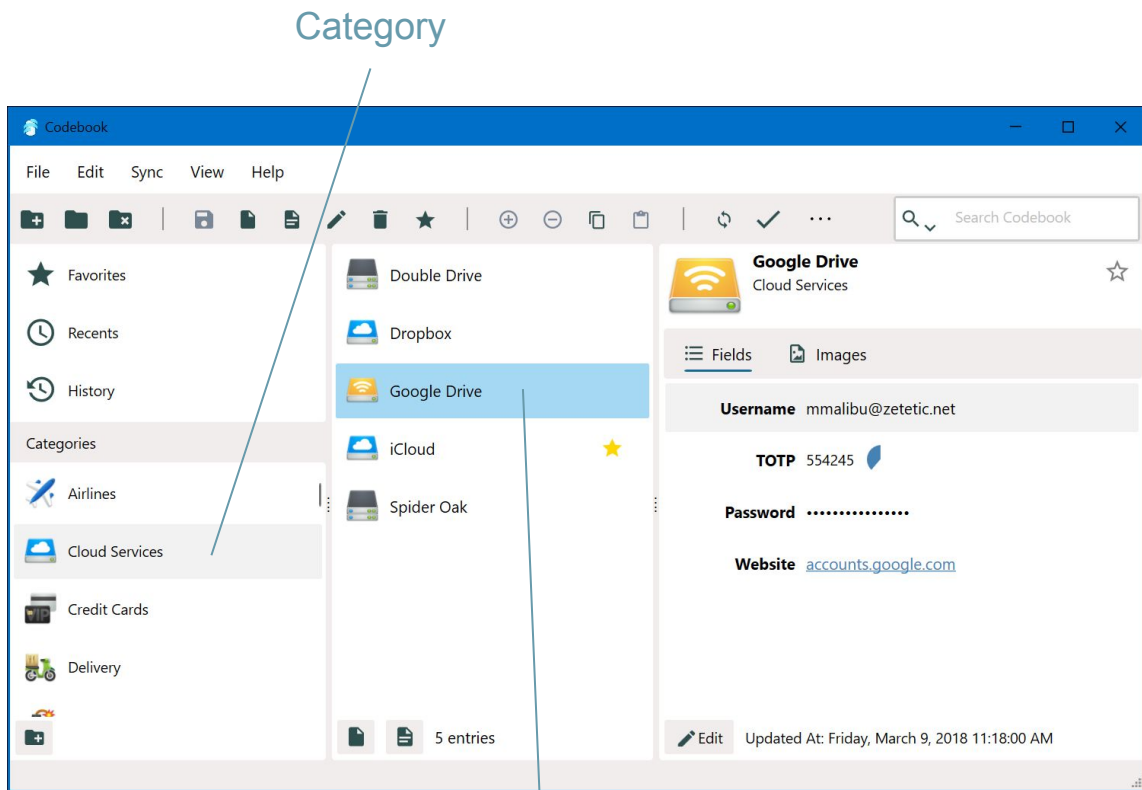 Category
Codebook
File Edit Sync View Help
Search Codebook
Favorites
Recents
History
Categories
Airlines
Cloud Services
Credit Cards
VIP
Delivery
Double Drive
Dropbox
Google Drive
iCloud
Spider Oak
5 entries
Google Drive
Cloud Services
Fields Images
Username mmalibu@zetetic.net
TOTP 554245
Password ••••••••••••••••
Website accounts.google.com
Edit Updated At: Friday, March 9, 2018 11:18:00 AM